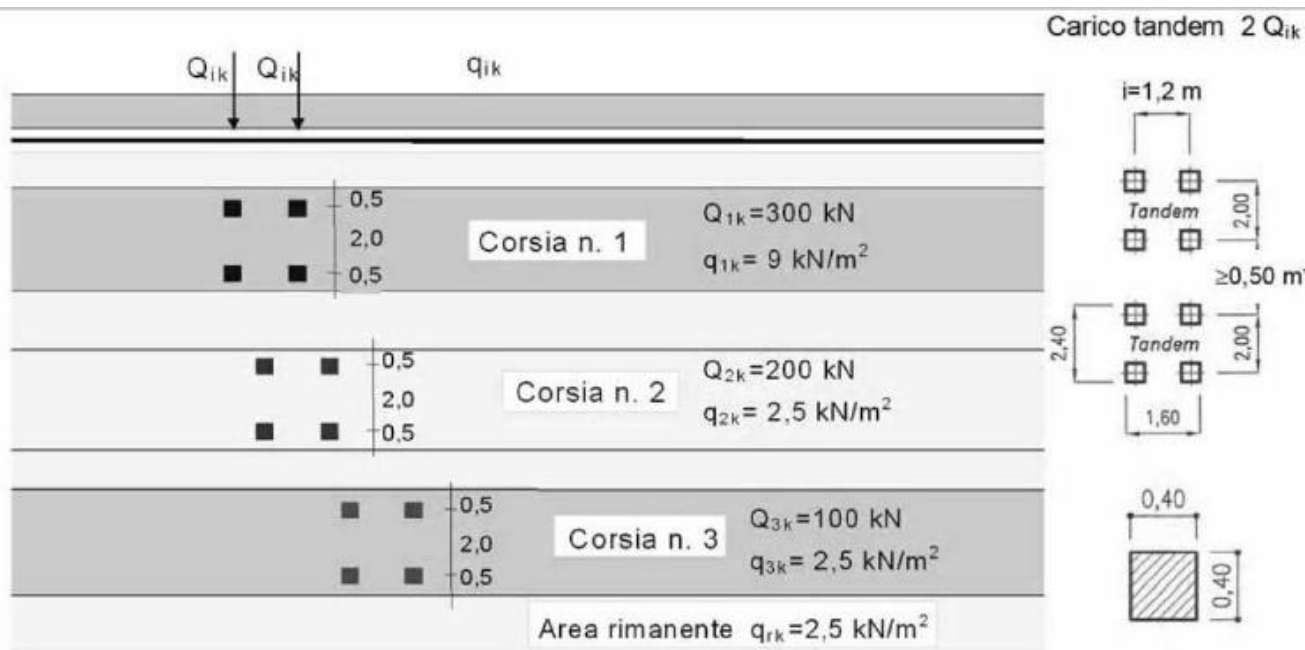 Carico tandem 2 Qik
Qik Qik qik
i=1,2 m
0,5
2,0
0,5
Corsia n. 1
Q1k=300 kN
q1k= 9 kN/m²
Tandem
2,00
≥0,50 m
0,5
2,0
0,5
Corsia n. 2
Q2k=200 kN
q2k= 2,5 kN/m²
2,40
Tandem
2,00
1,60
0,5
2,0
0,5
Corsia n. 3
Q3k=100 kN
q3k= 2,5 kN/m²
0,40
0,40
Area rimanente qrk=2,5 kN/m²